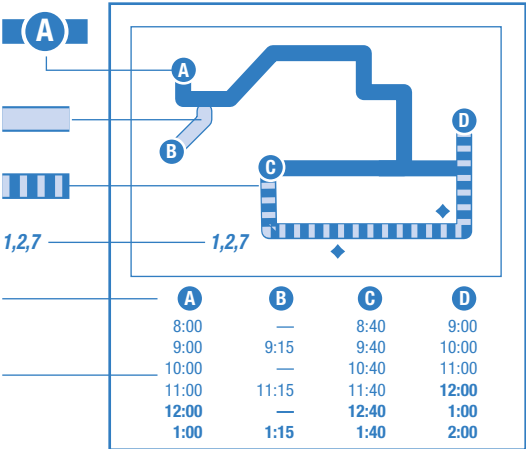 A
A
D
B
C
1,2,7 1,2,7
A B C D
8:00 — 8:40 9:00
9:00 9:15 9:40 10:00
10:00 — 10:40 11:00
11:00 11:15 11:40 12:00
12:00 — 12:40 1:00
1:00 1:15 1:40 2:00